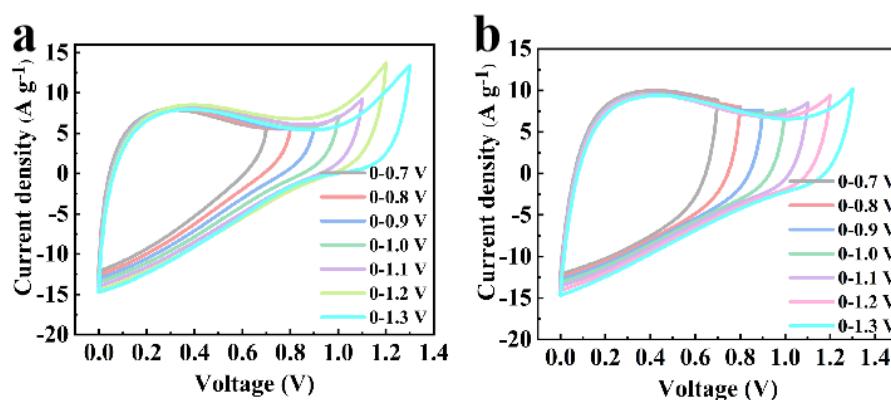 a
Current density (A g⁻¹)
15
10
5
0
-5
-10
-15
-20
0-0.7 V
0-0.8 V
0-0.9 V
0-1.0 V
0-1.1 V
0-1.2 V
0-1.3 V
0.0 0.2 0.4 0.6 0.8 1.0 1.2 1.4
Voltage (V)
b
Current density (A g⁻¹)
15
10
5
0
-5
-10
-15
-20
0-0.7 V
0-0.8 V
0-0.9 V
0-1.0 V
0-1.1 V
0-1.2 V
0-1.3 V
0.0 0.2 0.4 0.6 0.8 1.0 1.2 1.4
Voltage (V)